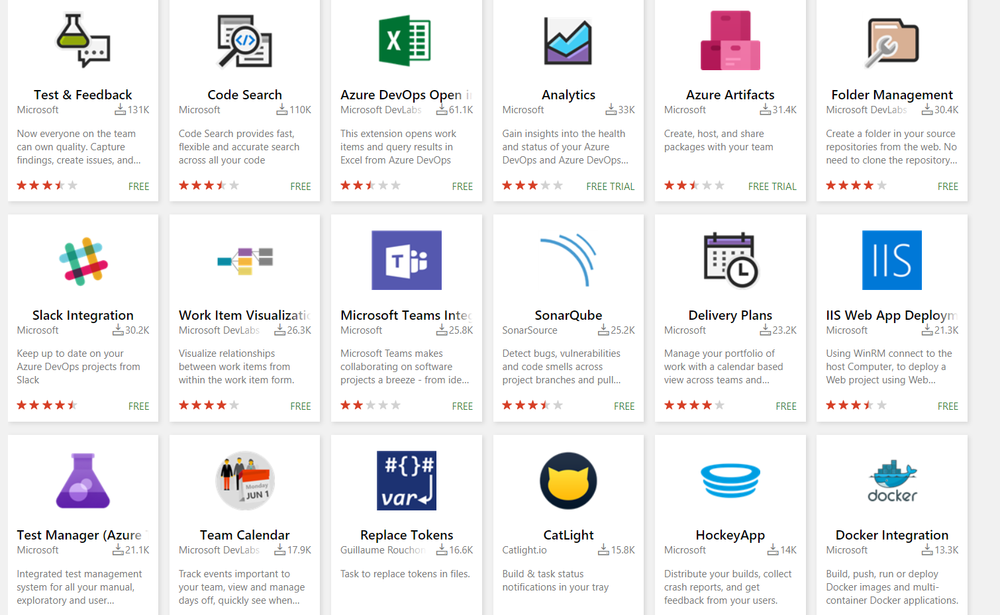 Test & Feedback
Microsoft 131K
Now everyone on the team
can own quality. Capture
findings, create issues, and...
FREE
Code Search
Microsoft 110K
Code Search provides fast,
flexible and accurate search
across all your code
FREE
X
Azure DevOps Open i
Microsoft DevLabs 61.1K
This extension opens work
items and query results in
Excel from Azure DevOps
FREE
Analytics
Microsoft 33K
Gain insights into the health
and status of your Azure
DevOps and Azure DevOps...
FREE TRIAL
Azure Artifacts
Microsoft 31.4K
Create, host, and share
packages with your team
FREE TRIAL
Folder Management
Microsoft DevLabs 30.4K
Create a folder in your source
repositories from the web. No
need to clone the repository...
FREE
Slack Integration
Microsoft 30.2K
Keep up to date on your
Azure DevOps projects from
Slack
FREE
Work Item Visualizatio
Microsoft DevLabs 26.3K
Visualize relationships
between work items from
within the work item form.
FREE
T
Microsoft Teams Integ
Microsoft 25.8K
Microsoft Teams makes
collaborating on software
projects a breeze - from ide...
FREE
SonarQube
SonarSource 25.2K
Detect bugs, vulnerabilities
and code smells across
project branches and pull...
FREE
Delivery Plans
Microsoft 23.2K
Manage your portfolio of
work with a calendar based
view across teams and...
FREE
IIS
IIS Web App Deploym
Microsoft 21.3K
Using WinRM connect to the
host Computer, to deploy a
Web project using Web...
FREE
Test Manager (Azure T
Microsoft 21.1K
Integrated test management
system for all your manual,
exploratory and user...
Monday
JUN 1
Team Calendar
Microsoft DevLabs 17.9K
Track events important to
your team, view and manage
days off, quickly see when...
#{}#
var
Replace Tokens
Guillaume Rouchon 16.6K
Task to replace tokens in files.
CatLight
Catlight.io 15.8K
Build & task status
notifications in your tray
HockeyApp
Microsoft 14K
Distribute your builds, collect
crash reports, and get
feedback from your users.
docker
Docker Integration
Microsoft 13.3K
Build, push, run or deploy
Docker images and multi-
container Docker applications.